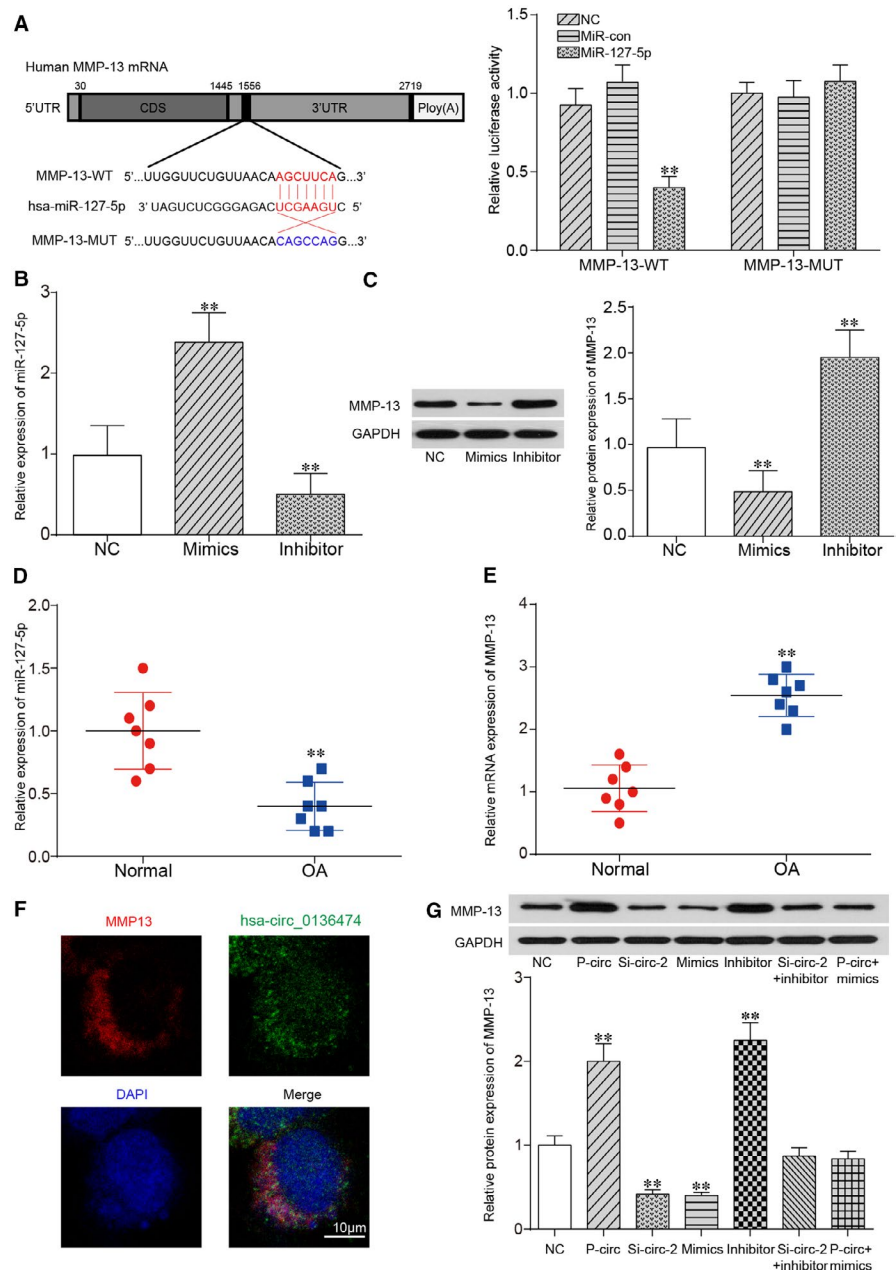 A
Human MMP-13 mRNA
30 1445 1556 2719
5'UTR CDS 3'UTR Ploy(A)
MMP-13-WT 5'...UUGGUUCUGUUAACAAGCUUCAG...3'
hsa-miR-127-5p 3' UAGUCUCGGGAGACUCGAAGUC 5'
MMP-13-MUT 5'...UUGGUUCUGUUAACACAGCCAGG...3'
Relative luciferase activity
1.5
1.0
0.5
0.0
NC
MiR-con
MiR-127-5p
**
MMP-13-WT MMP-13-MUT
B
Relative expression of miR-127-5p
3
2
1
0
**
**
NC Mimics Inhibitor
C
MMP-13
GAPDH
NC Mimics Inhibitor
Relative protein expression of MMP-13
2.5
2.0
1.5
1.0
0.5
0.0
**
**
NC Mimics Inhibitor
D
Relative expression of miR-127-5p
2.0
1.5
1.0
0.5
0.0
**
Normal OA
E
Relative mRNA expression of MMP-13
4
3
2
1
0
**
Normal OA
F
MMP13 hsa-circ_0136474
DAPI Merge
10μm
G
MMP-13
GAPDH
NC P-circ Si-circ-2 Mimics Inhibitor Si-circ-2 P-circ+
+inhibitor mimics
Relative protein expression of MMP-13
3
2
1
0
**
**
**
**
NC P-circ Si-circ-2 Mimics Inhibitor Si-circ-2 P-circ+
+inhibitor mimics